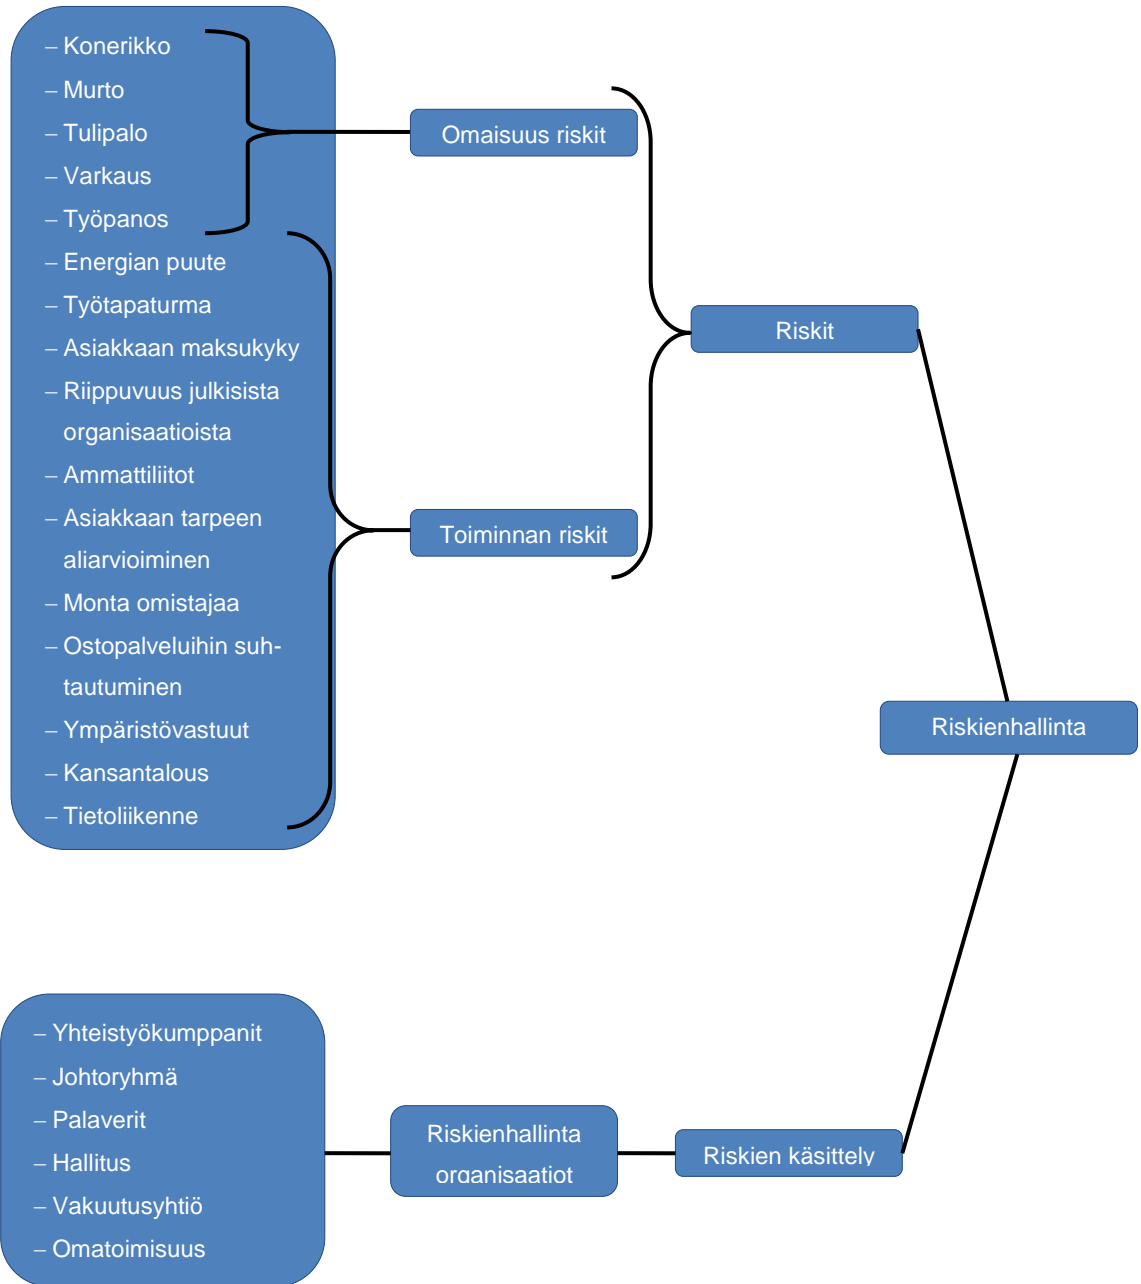 – Konerikko
– Murto
– Tulipalo
– Varkaus
– Työpanos
– Energian puute
– Työtapaturma
– Asiakkaan maksukyky
– Riippuvuus julkisista
organisaatioista
– Ammattiliitot
– Asiakkaan tarpeen
aliarvioiminen
– Monta omistajaa
– Ostopalveluihin suh-
tautuminen
– Ympäristövastuut
– Kansantalous
– Tietoliikenne
Omaisuus riskit
Toiminnan riskit
Riskit
Riskienhallinta
– Yhteistyökumppanit
– Johtoryhmä
– Palaverit
– Hallitus
– Vakuutusyhtiö
– Omatoimisuus
Riskienhallinta
organisaatiot
Riskien käsittely